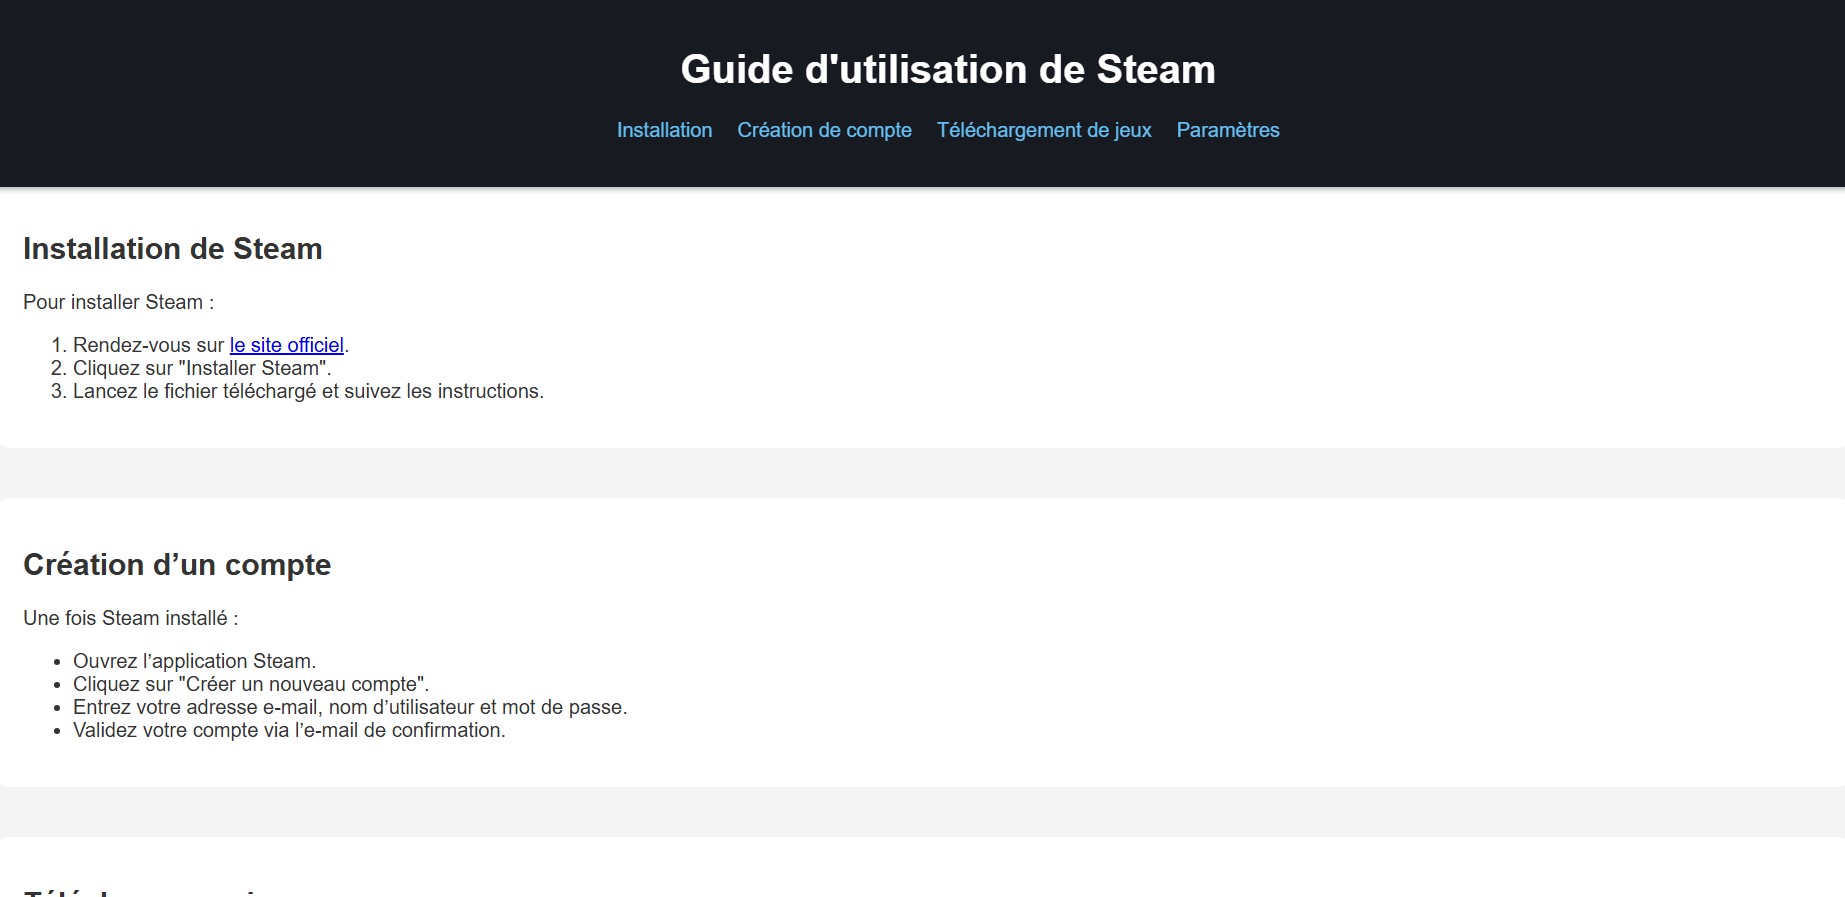 Guide d'utilisation de Steam
Installation Création de compte Téléchargement de jeux Paramètres
Installation de Steam
Pour installer Steam :
1. Rendez-vous sur le site officiel.
2. Cliquez sur "Installer Steam".
3. Lancez le fichier téléchargé et suivez les instructions.
Création d’un compte
Une fois Steam installé :
• Ouvrez l’application Steam.
• Cliquez sur "Créer un nouveau compte".
• Entrez votre adresse e-mail, nom d’utilisateur et mot de passe.
• Validez votre compte via l’e-mail de confirmation.